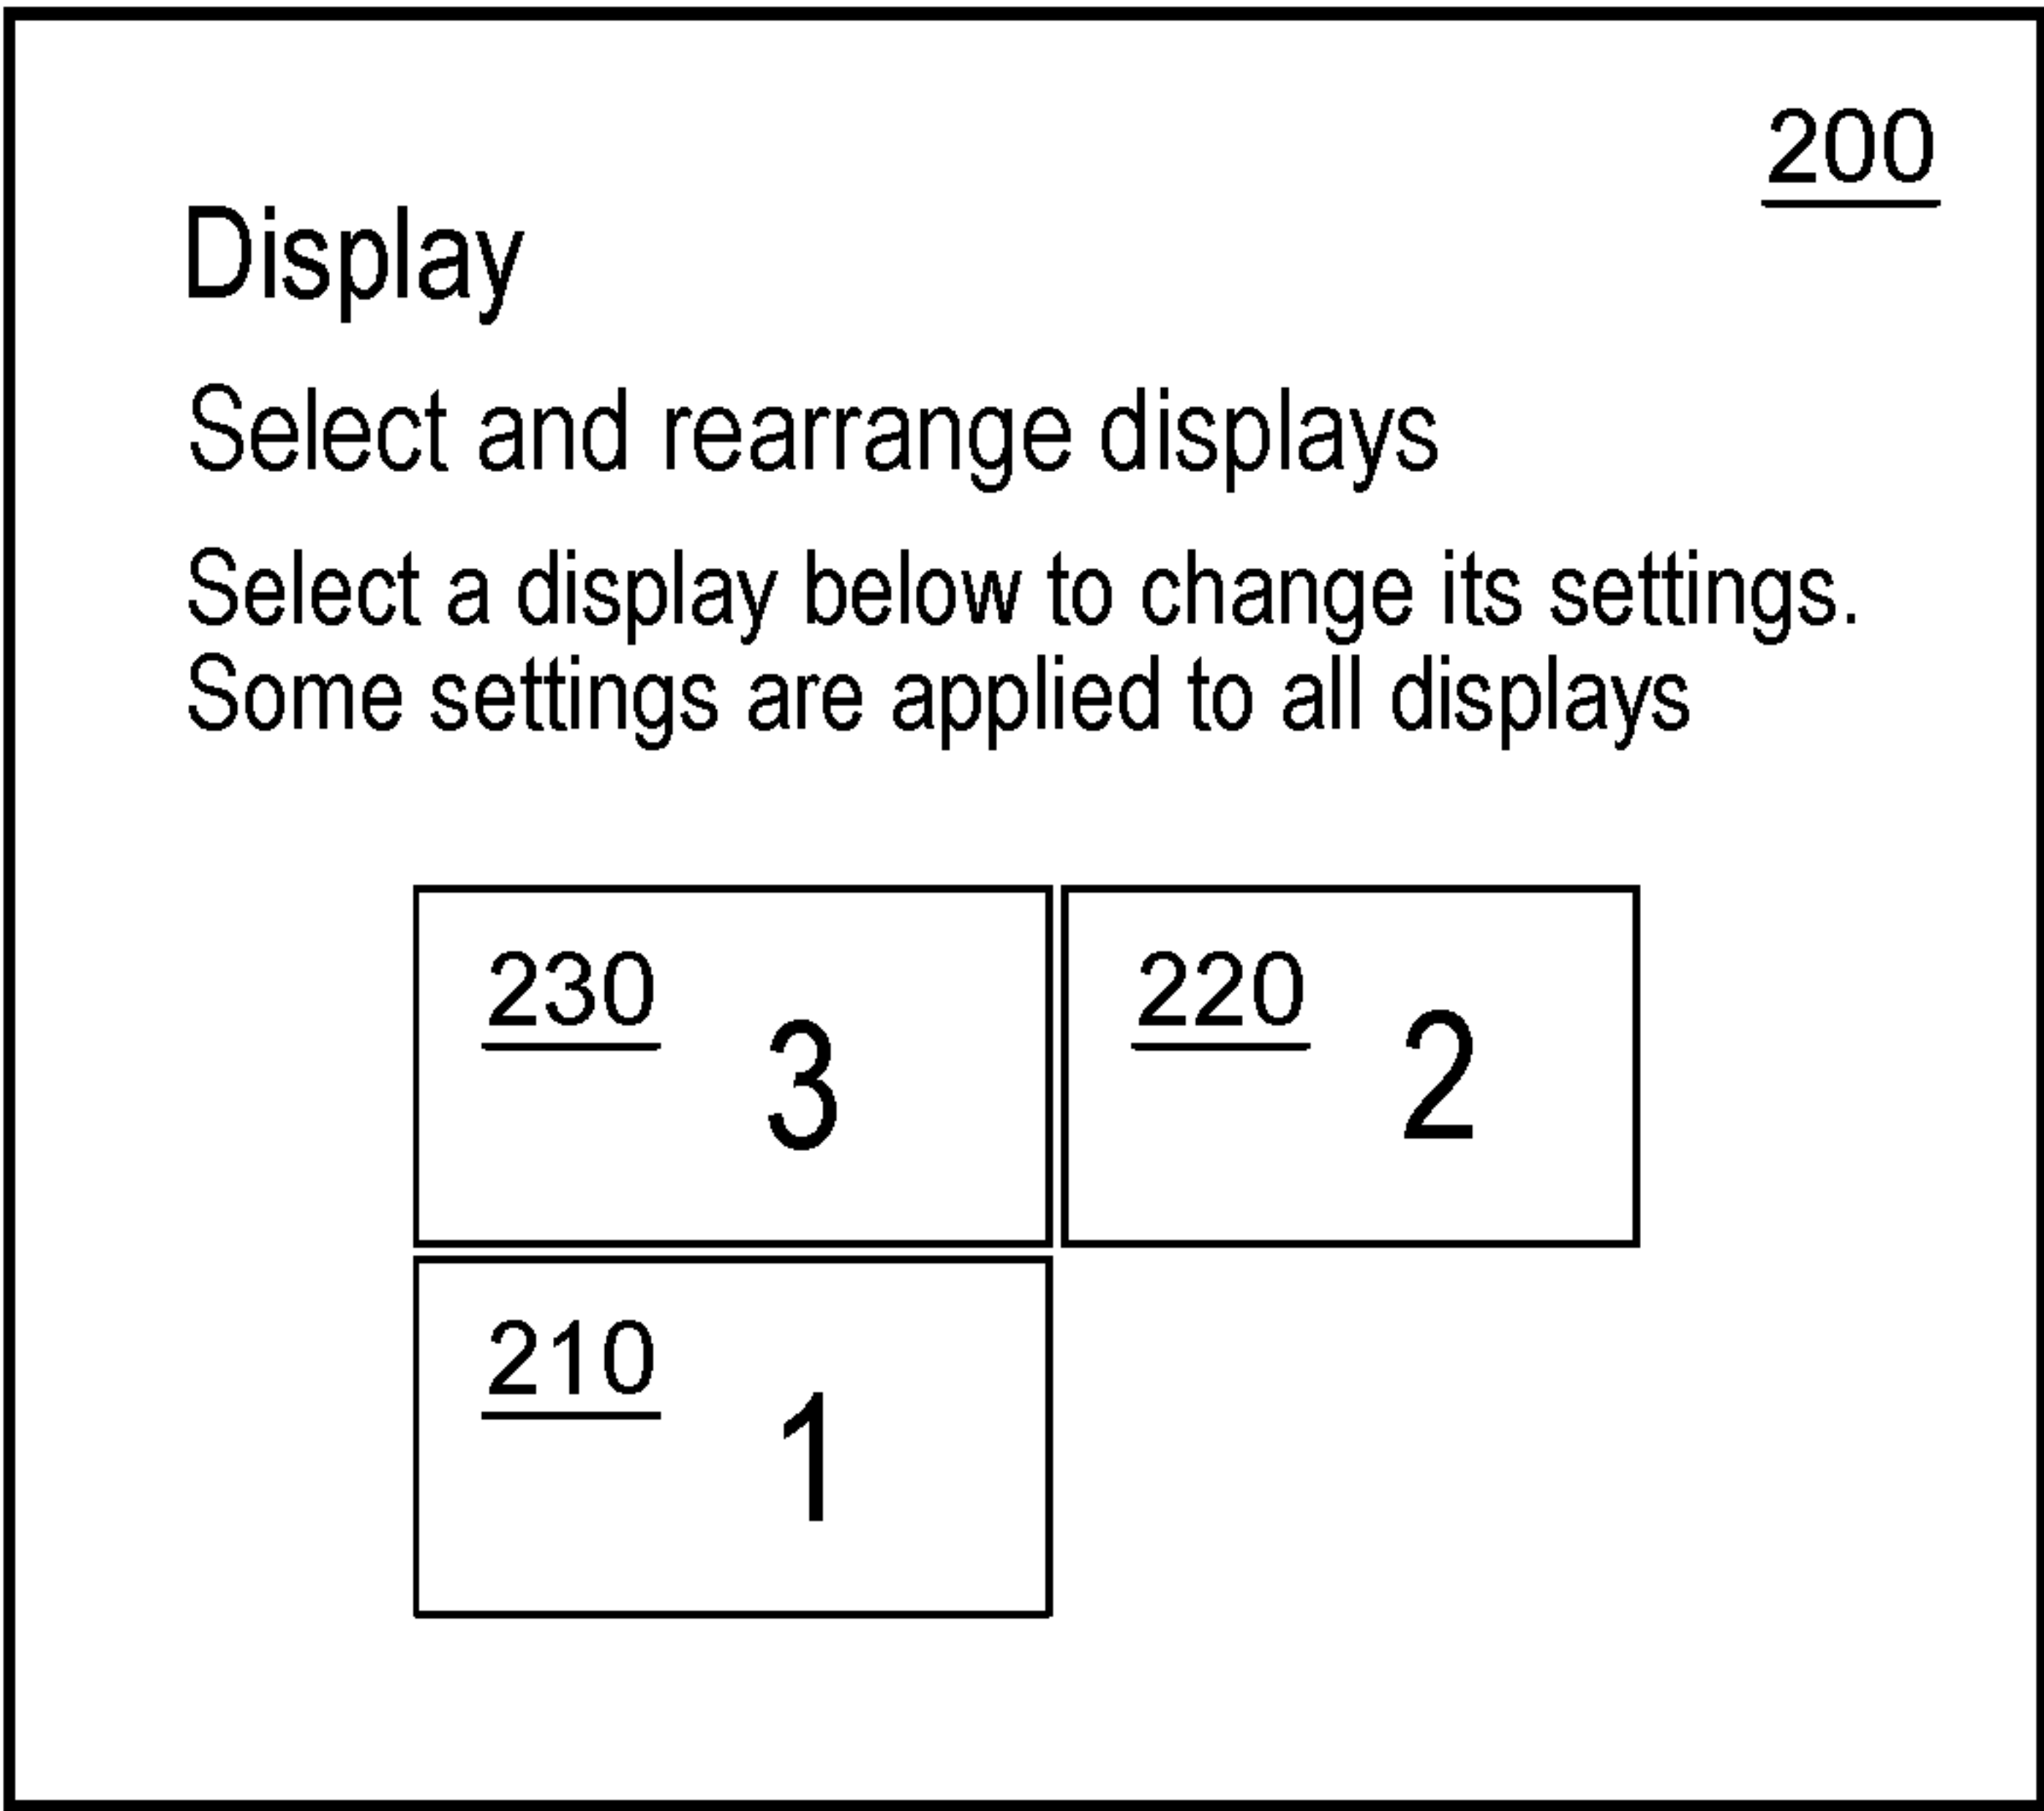 200
Display
Select and rearrange displays
Select a display below to change its settings.
Some settings are applied to all displays
230
3
220
2
210
1